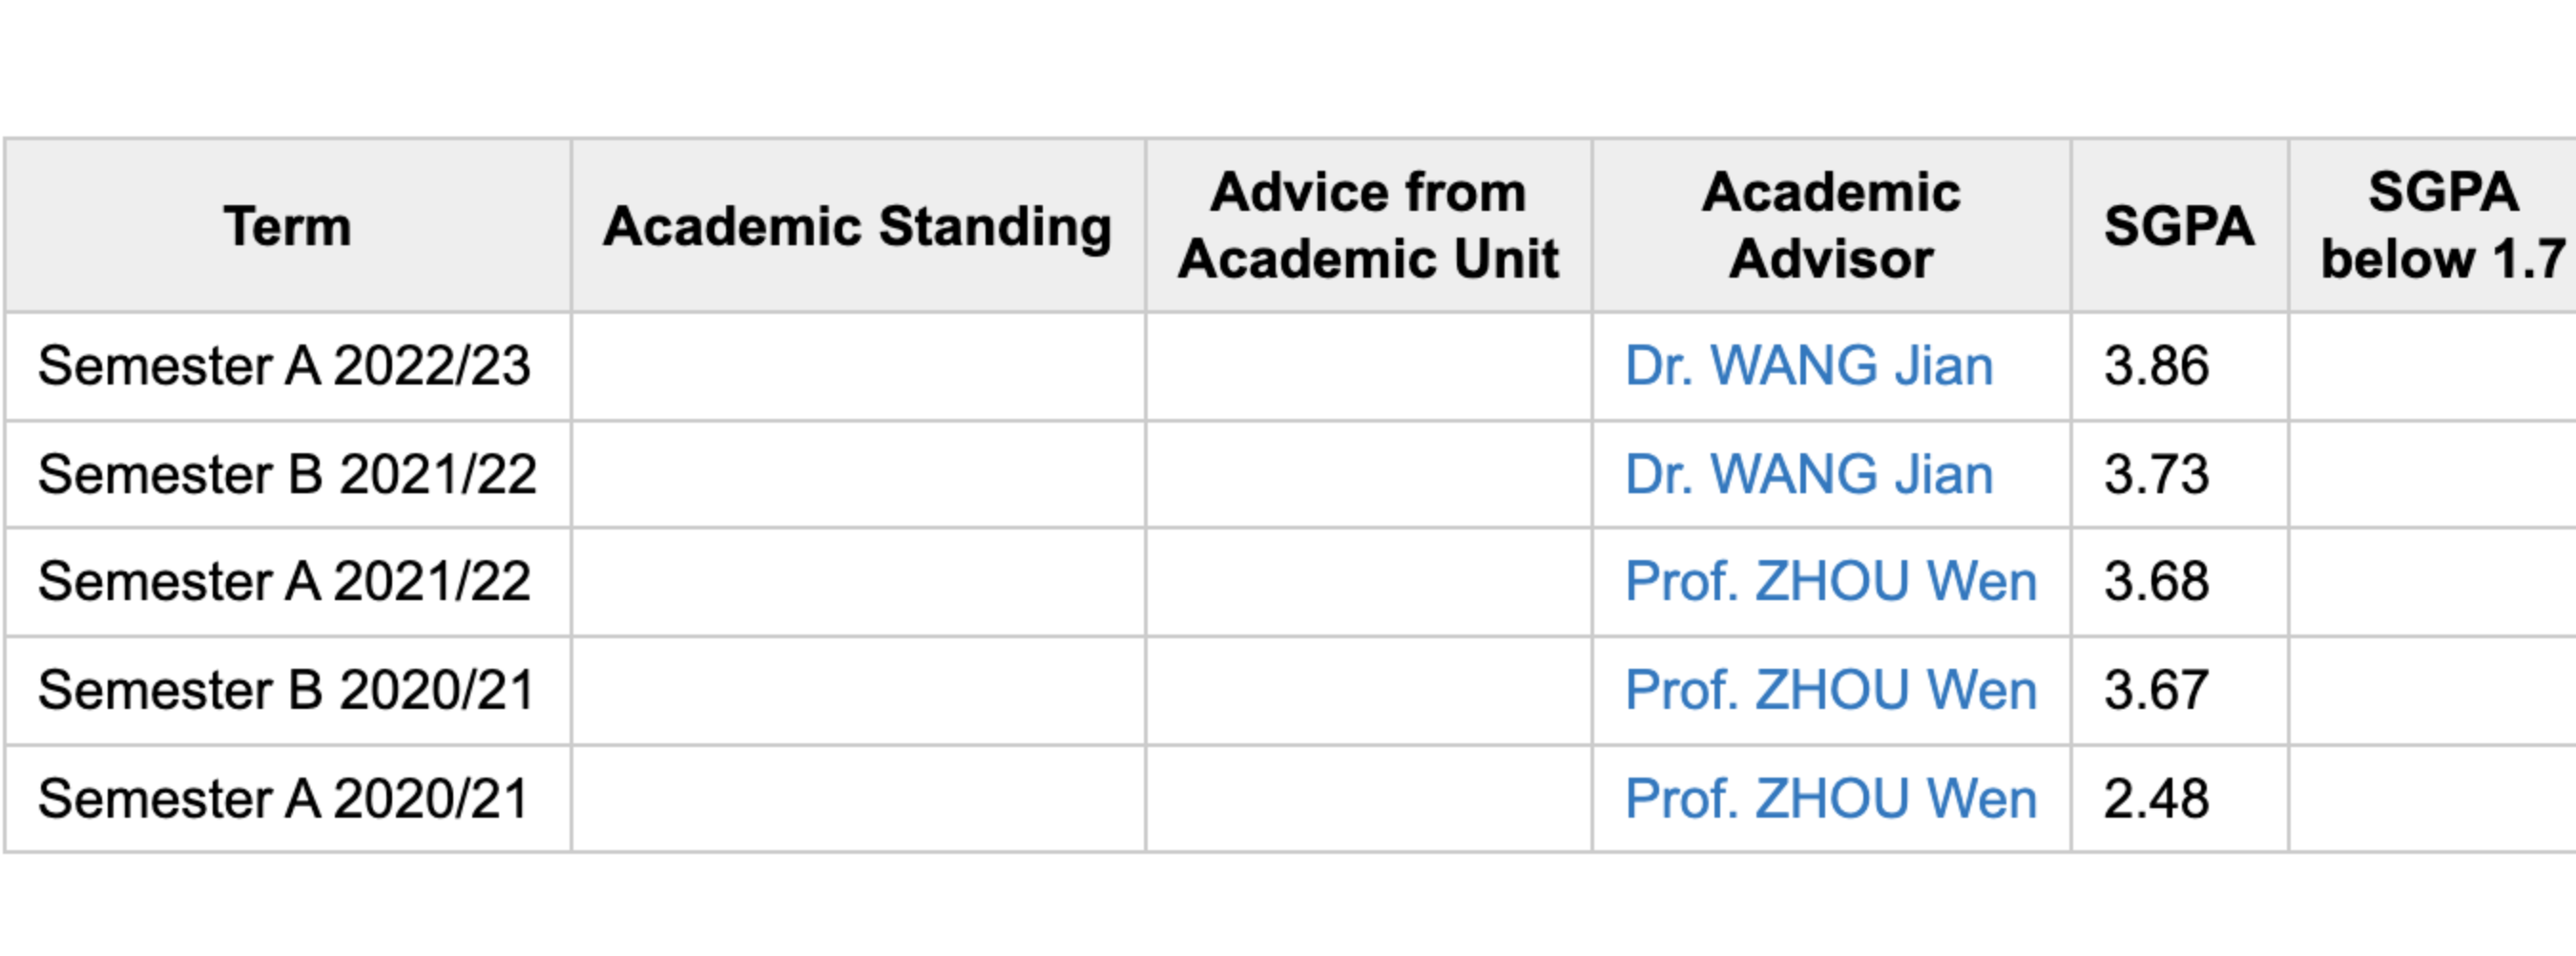 Term Academic Standing Advice from Academic Unit Academic Advisor SGPA SGPA below 1.7
Semester A 2022/23 Dr. WANG Jian 3.86
Semester B 2021/22 Dr. WANG Jian 3.73
Semester A 2021/22 Prof. ZHOU Wen 3.68
Semester B 2020/21 Prof. ZHOU Wen 3.67
Semester A 2020/21 Prof. ZHOU Wen 2.48